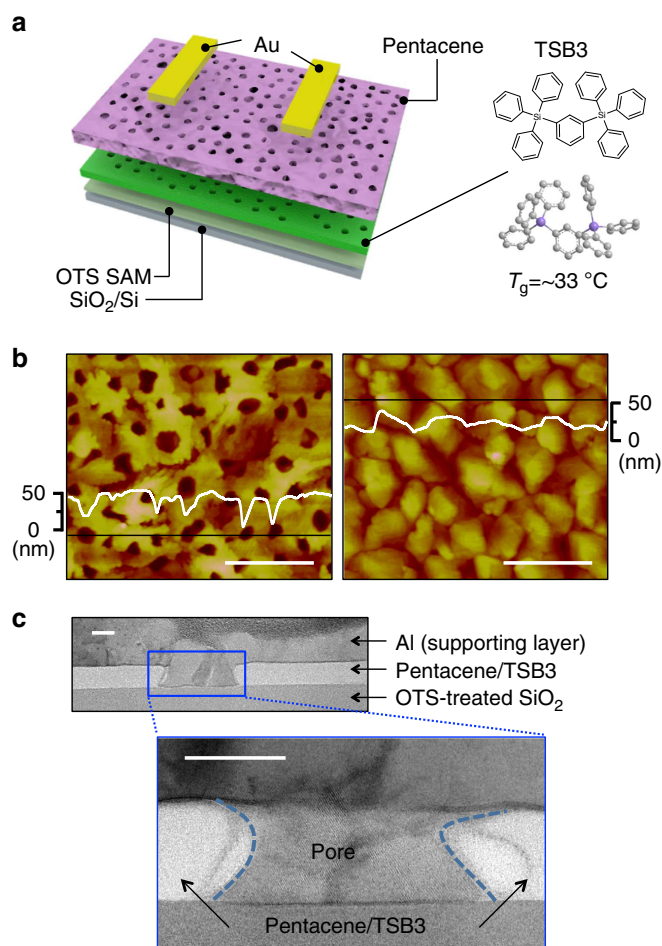 a
Au
Pentacene
TSB3
Si
Si
OTS SAM
SiO₂/Si
T_g=~33 °C
b
50
0
(nm)
50
0
(nm)
c
Al (supporting layer)
Pentacene/TSB3
OTS-treated SiO₂
Pore
Pentacene/TSB3